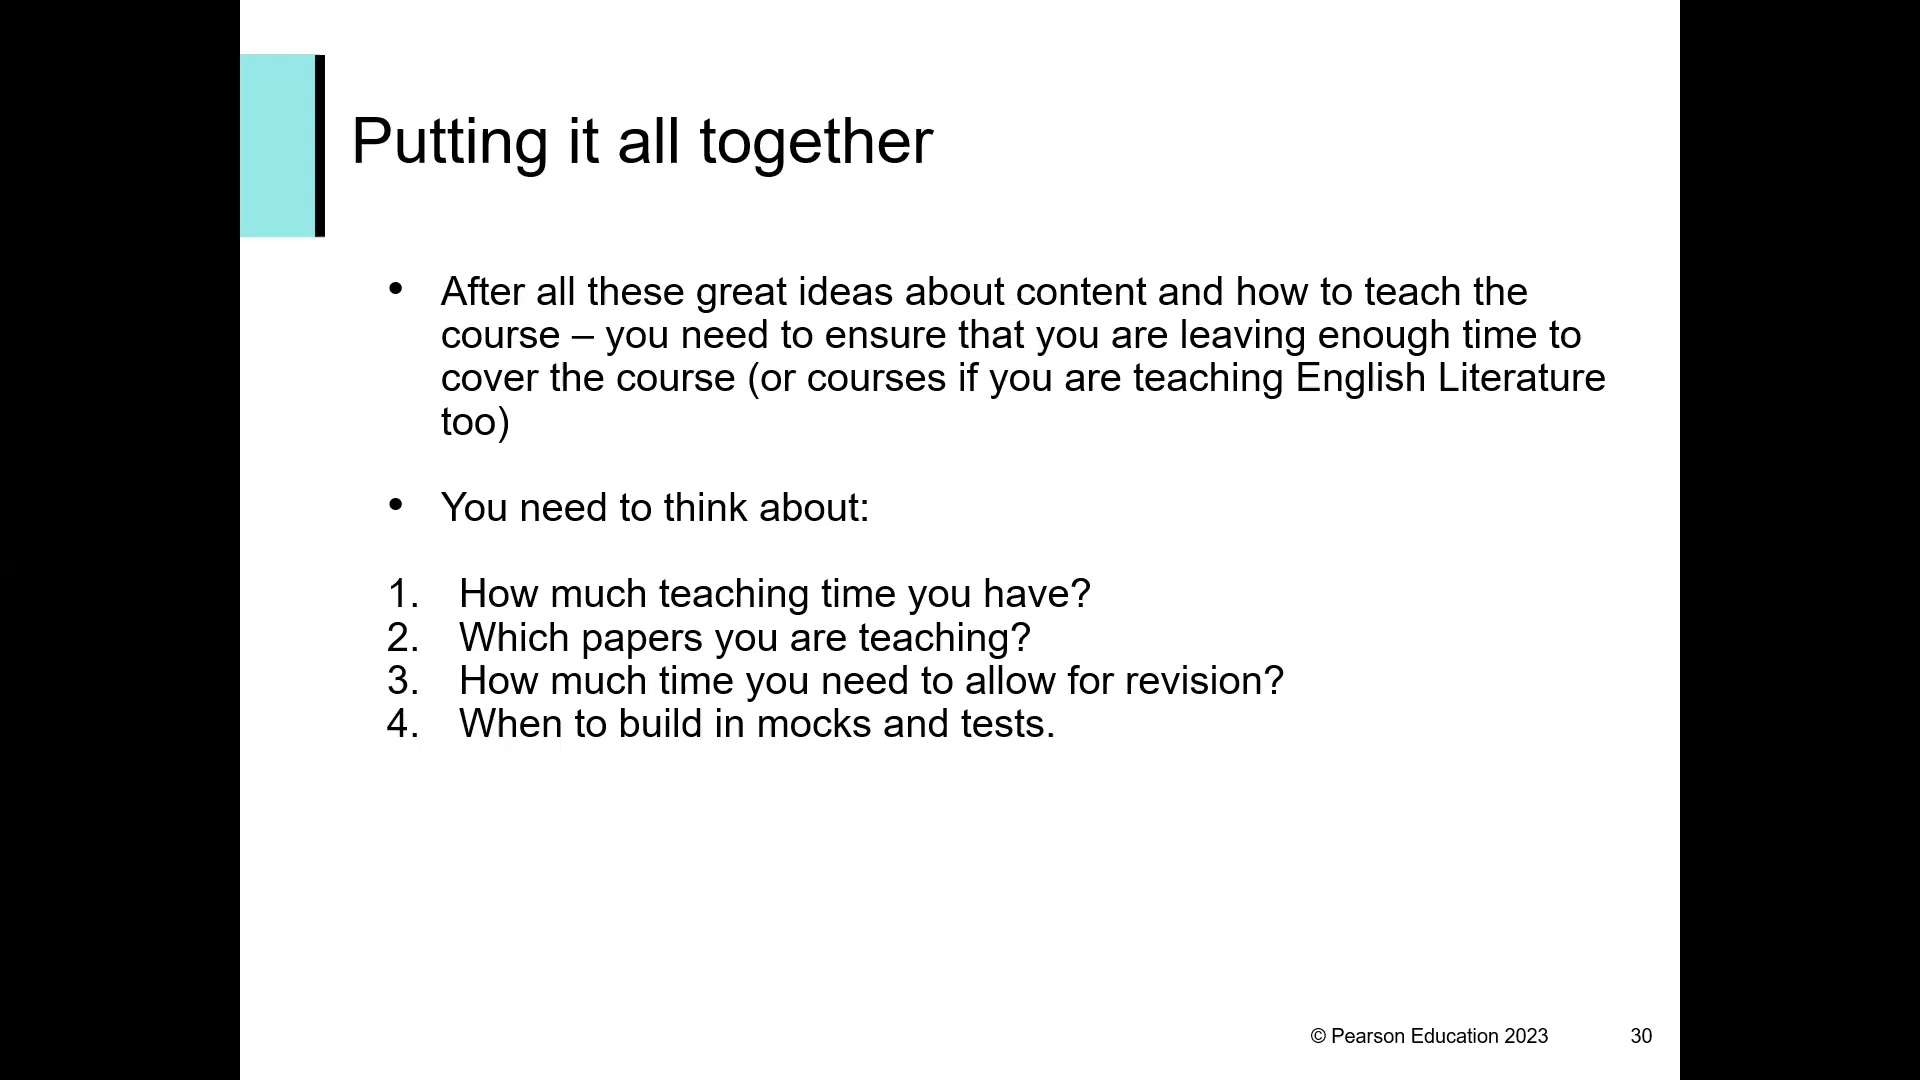 Putting it all together
• After all these great ideas about content and how to teach the
course – you need to ensure that you are leaving enough time to
cover the course (or courses if you are teaching English Literature
too)
• You need to think about:
1. How much teaching time you have?
2. Which papers you are teaching?
3. How much time you need to allow for revision?
4. When to build in mocks and tests.
© Pearson Education 2023 30